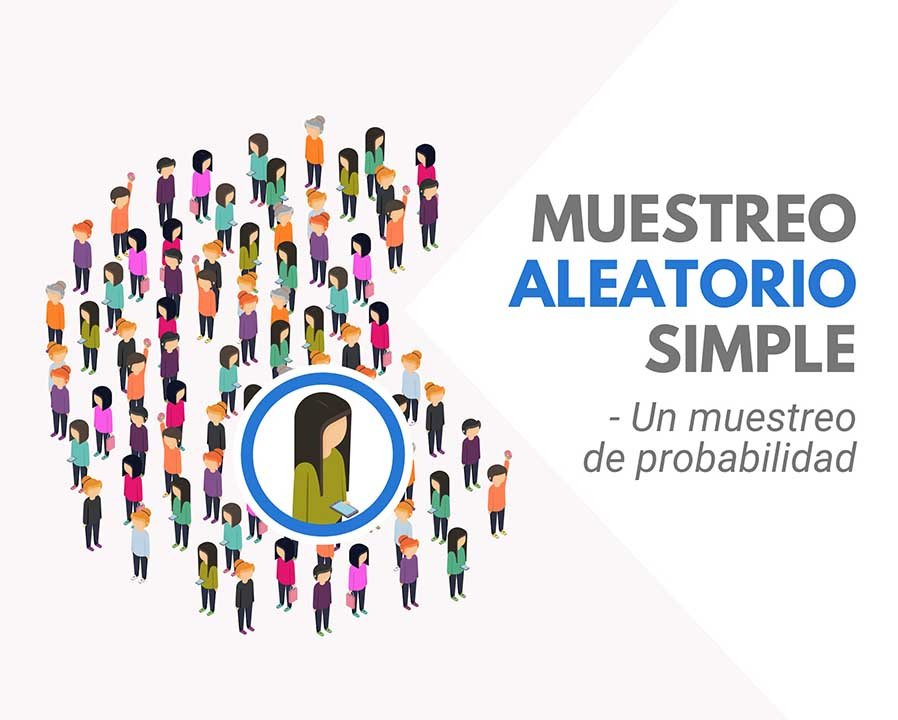 MUESTREO
ALEATORIO
SIMPLE
- Un muestreo
de probabilidad